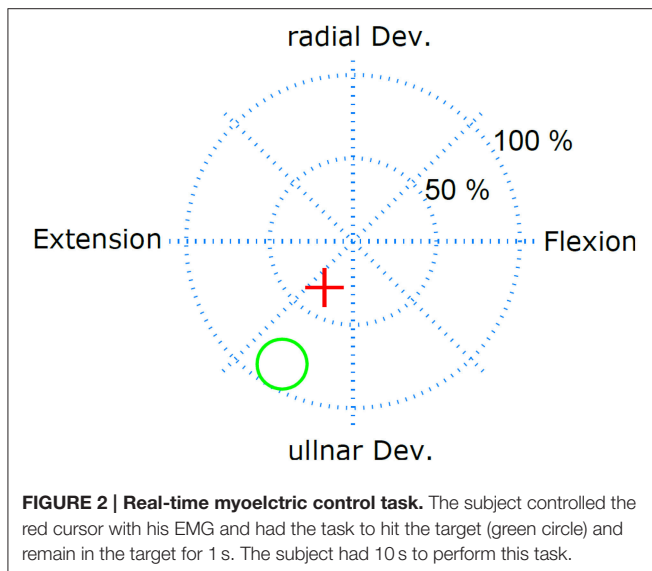 radial Dev.
100 %
50 %
Extension
Flexion
ullnar Dev.
FIGURE 2 | Real-time myoelctric control task. The subject controlled the
red cursor with his EMG and had the task to hit the target (green circle) and
remain in the target for 1 s. The subject had 10 s to perform this task.